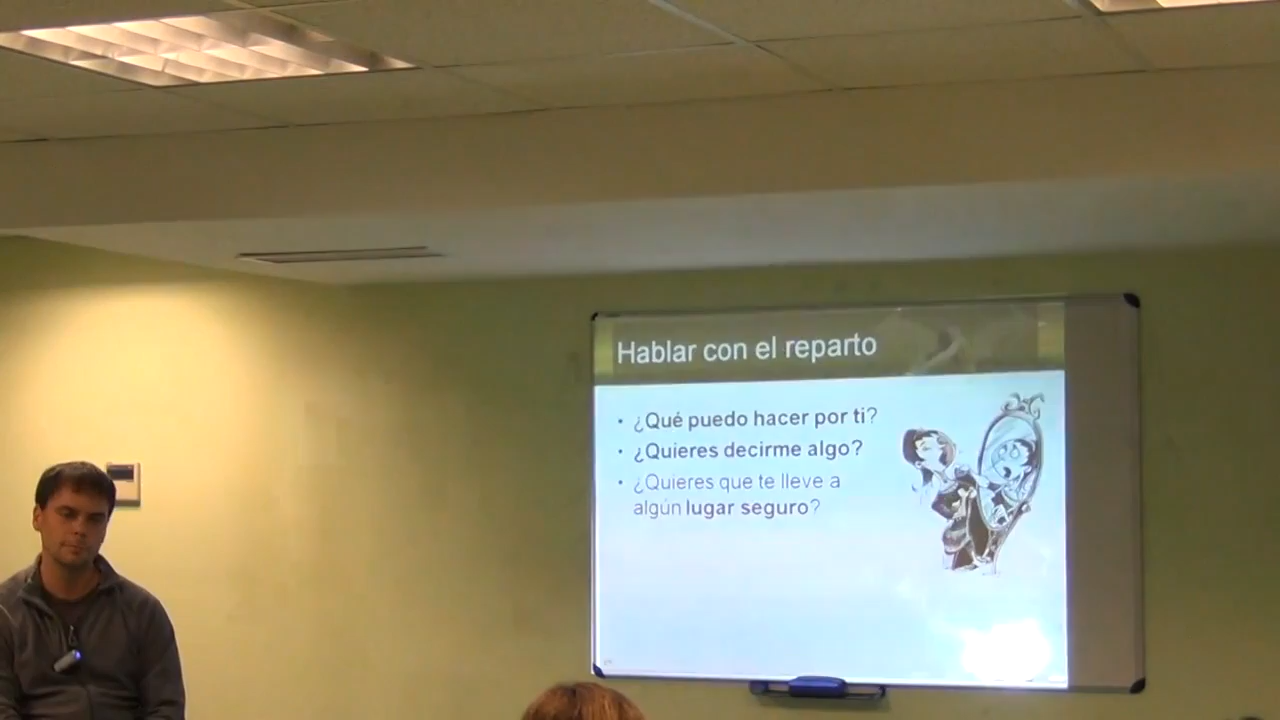 Hablar con el reparto
• ¿Qué puedo hacer por ti?
• ¿Quieres decirme algo?
• ¿Quieres que te lleve a
algún lugar seguro?